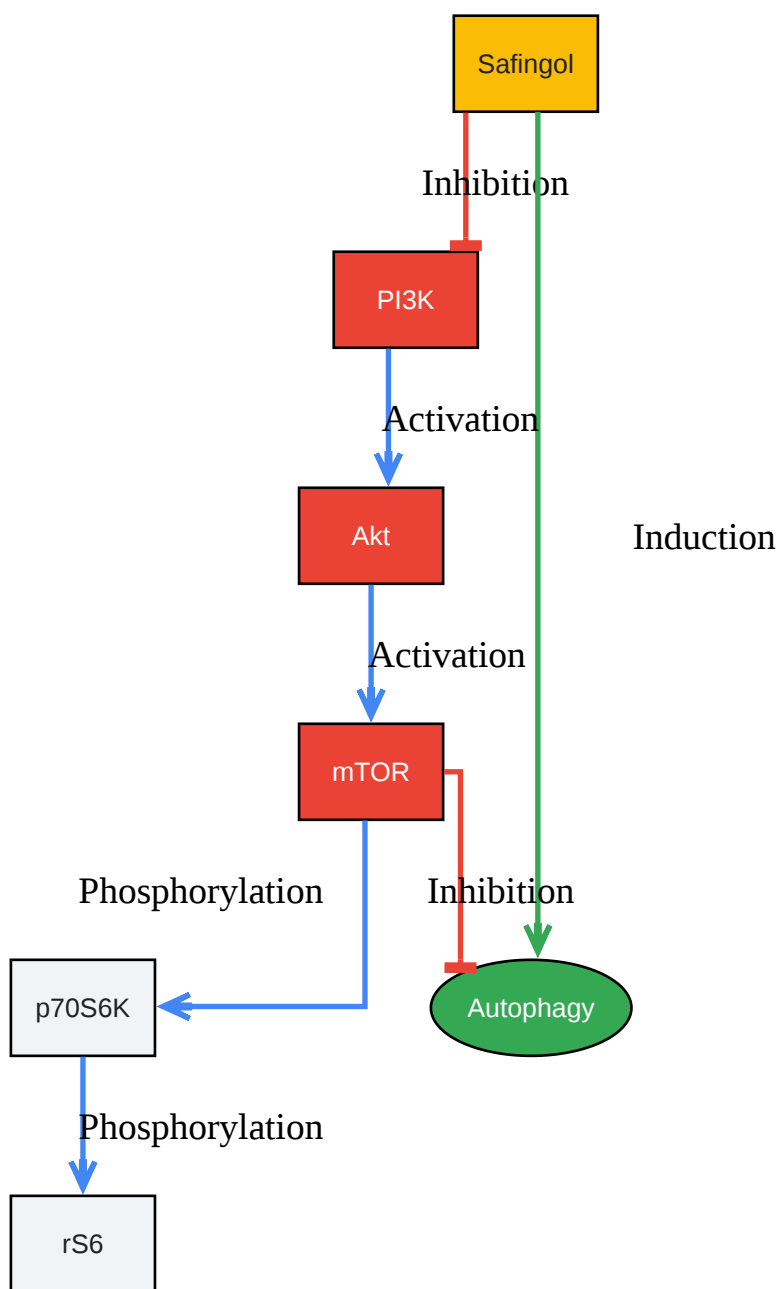 Safingol
Inhibition
PI3K
Activation
Akt
Induction
Activation
mTOR
Phosphorylation
Inhibition
p70S6K
Autophagy
Phosphorylation
rS6